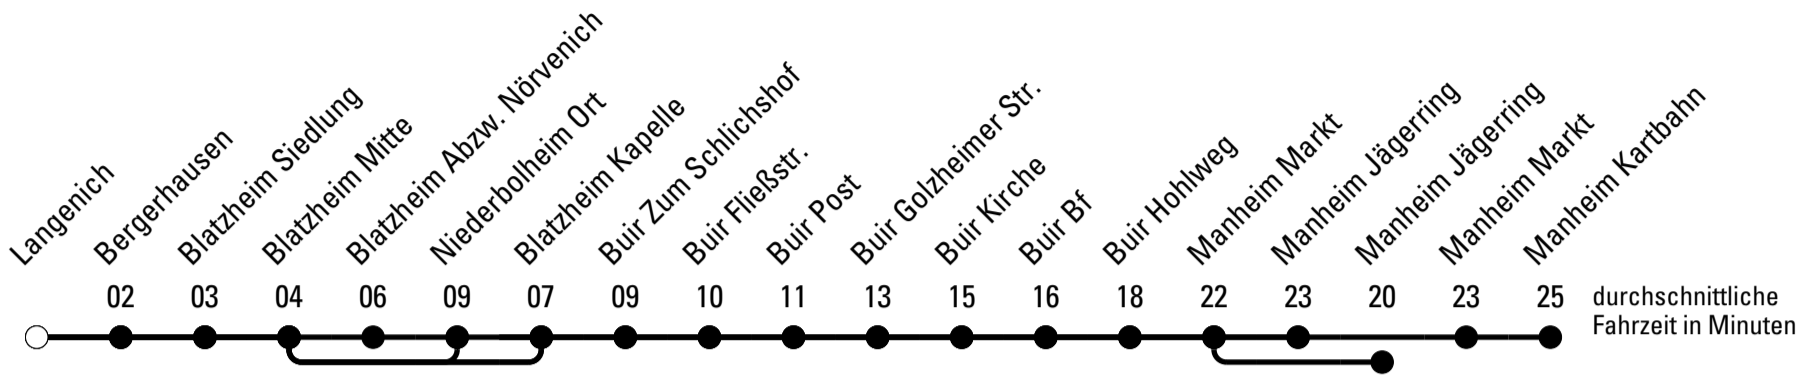 Langenich
Bergerhausen
Blatzheim Siedlung
Blatzheim Mitte
Blatzheim Abzw. Nörvenich
Niederbolheim Ort
Blatzheim Kapelle
Buir Zum Schlichshof
Buir Fließstr.
Buir Post
Buir Golzheimer Str.
Buir Kirche
Buir Bf
Buir Hohlweg
Manheim Markt
Manheim Jägerring
Manheim Jägerring
Manheim Markt
Manheim Kartbahn
02 03 04 06 09 07 09 10 11 13 15 16 18 22 23 20 23 25
durchschnittliche
Fahrzeit in Minuten